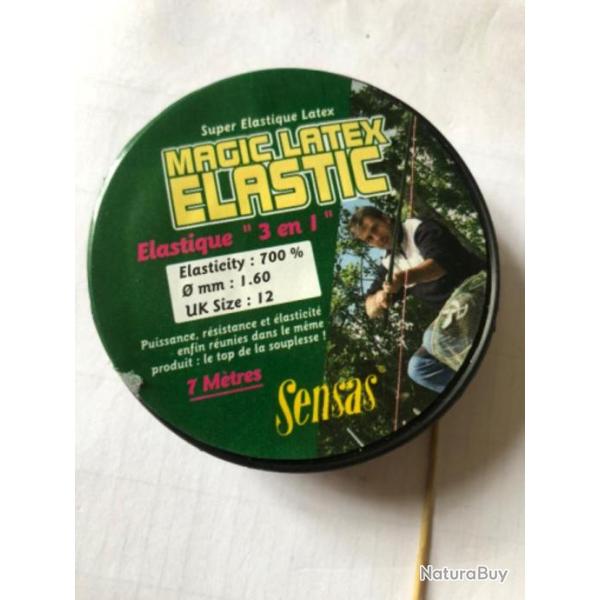 Super Elastique Latex
MAGIC LATEX
ELASTIC
Elastique "3 en 1"
Elasticity : 700 %
Ø mm : 1.60
UK Size : 12
Puissance, résistance et élasticité
enfin réunies dans le même
produit : le top de la souplesse !
7 Mètres
Sensas
NaturaBuy